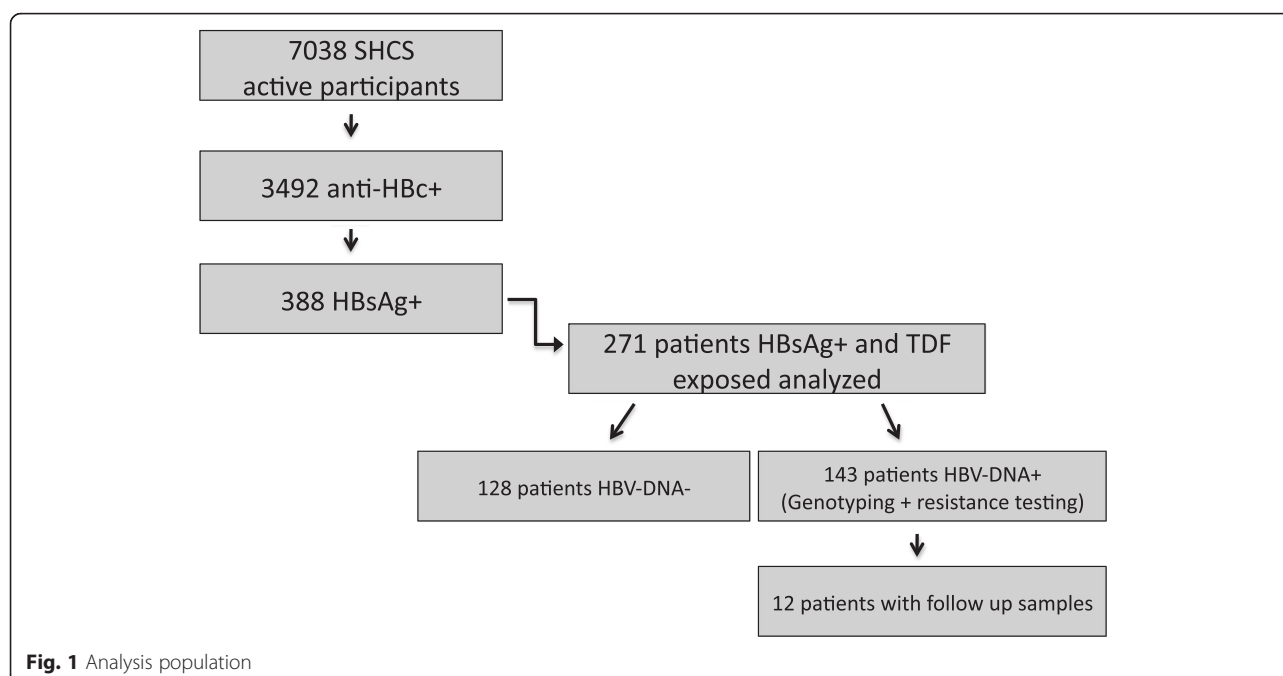 7038 SHCS
active participants
3492 anti-HBc+
388 HBsAg+
271 patients HBsAg+ and TDF
exposed analyzed
128 patients HBV-DNA-
143 patients HBV-DNA+
(Genotyping + resistance testing)
12 patients with follow up samples
Fig. 1 Analysis population